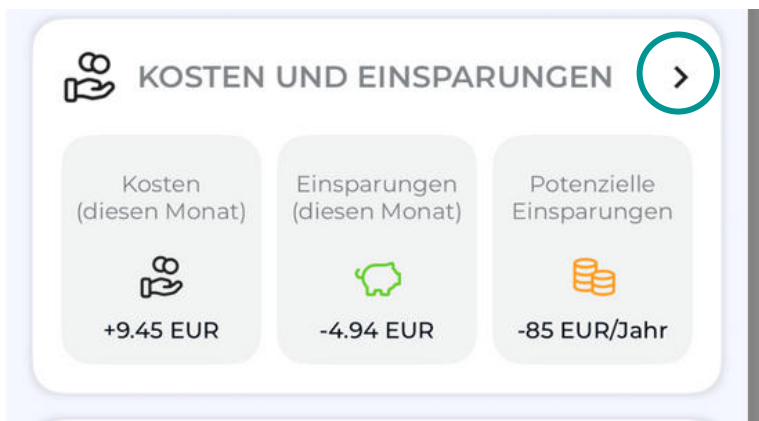 KOSTEN UND EINSPARUNGEN
Kosten
(diesen Monat)
+9.45 EUR
Einsparungen
(diesen Monat)
-4.94 EUR
Potenzielle
Einsparungen
-85 EUR/Jahr